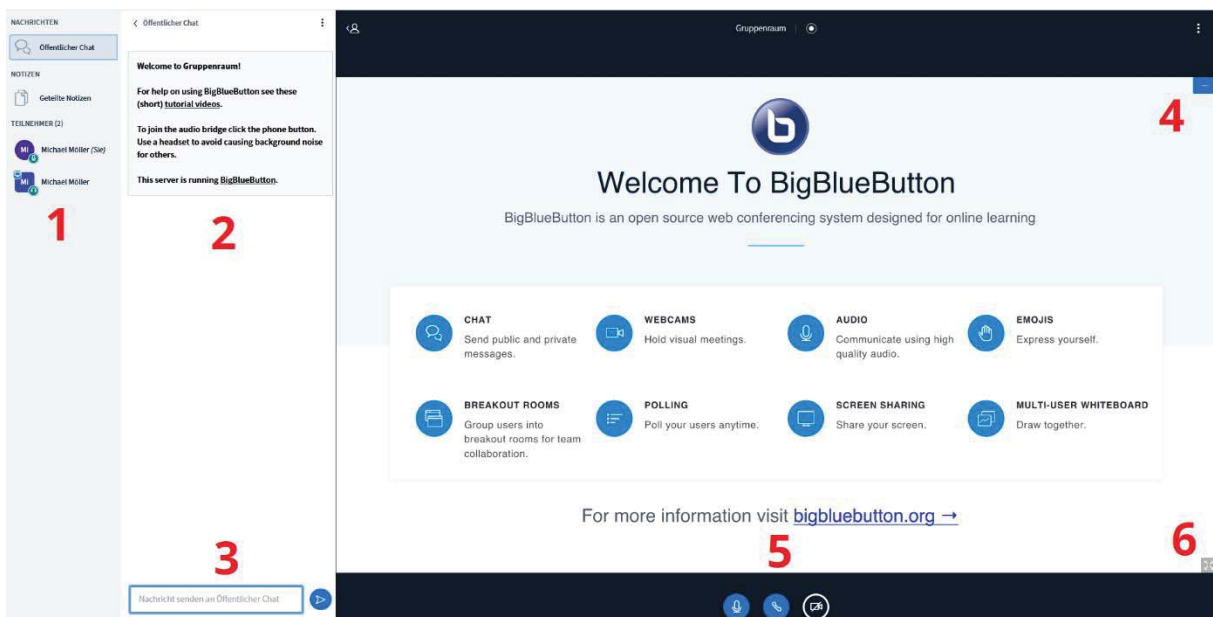 NACHRICHTEN
Öffentlicher Chat
NOTIZEN
Geteilte Notizen
TEILNEHMER (2)
MI
Michael Möller (Sie)
MI
Michael Möller
1
Öffentlicher Chat
Welcome to Gruppenraum!
For help on using BigBlueButton see these
(short) tutorial videos.
To join the audio bridge click the phone button.
Use a headset to avoid causing background noise
for others.
This server is running BigBlueButton.
2
3
Nachricht senden an Öffentlicher Chat
Gruppenraum
4
b
Welcome To BigBlueButton
BigBlueButton is an open source web conferencing system designed for online learning
CHAT
Send public and private
messages.
WEBCAMS
Hold visual meetings.
AUDIO
Communicate using high
quality audio.
EMOJIS
Express yourself.
BREAKOUT ROOMS
Group users into
breakout rooms for team
collaboration.
POLLING
Poll your users anytime.
SCREEN SHARING
Share your screen.
MULTI-USER WHITEBOARD
Draw together.
For more information visit bigbluebutton.org →
5
6